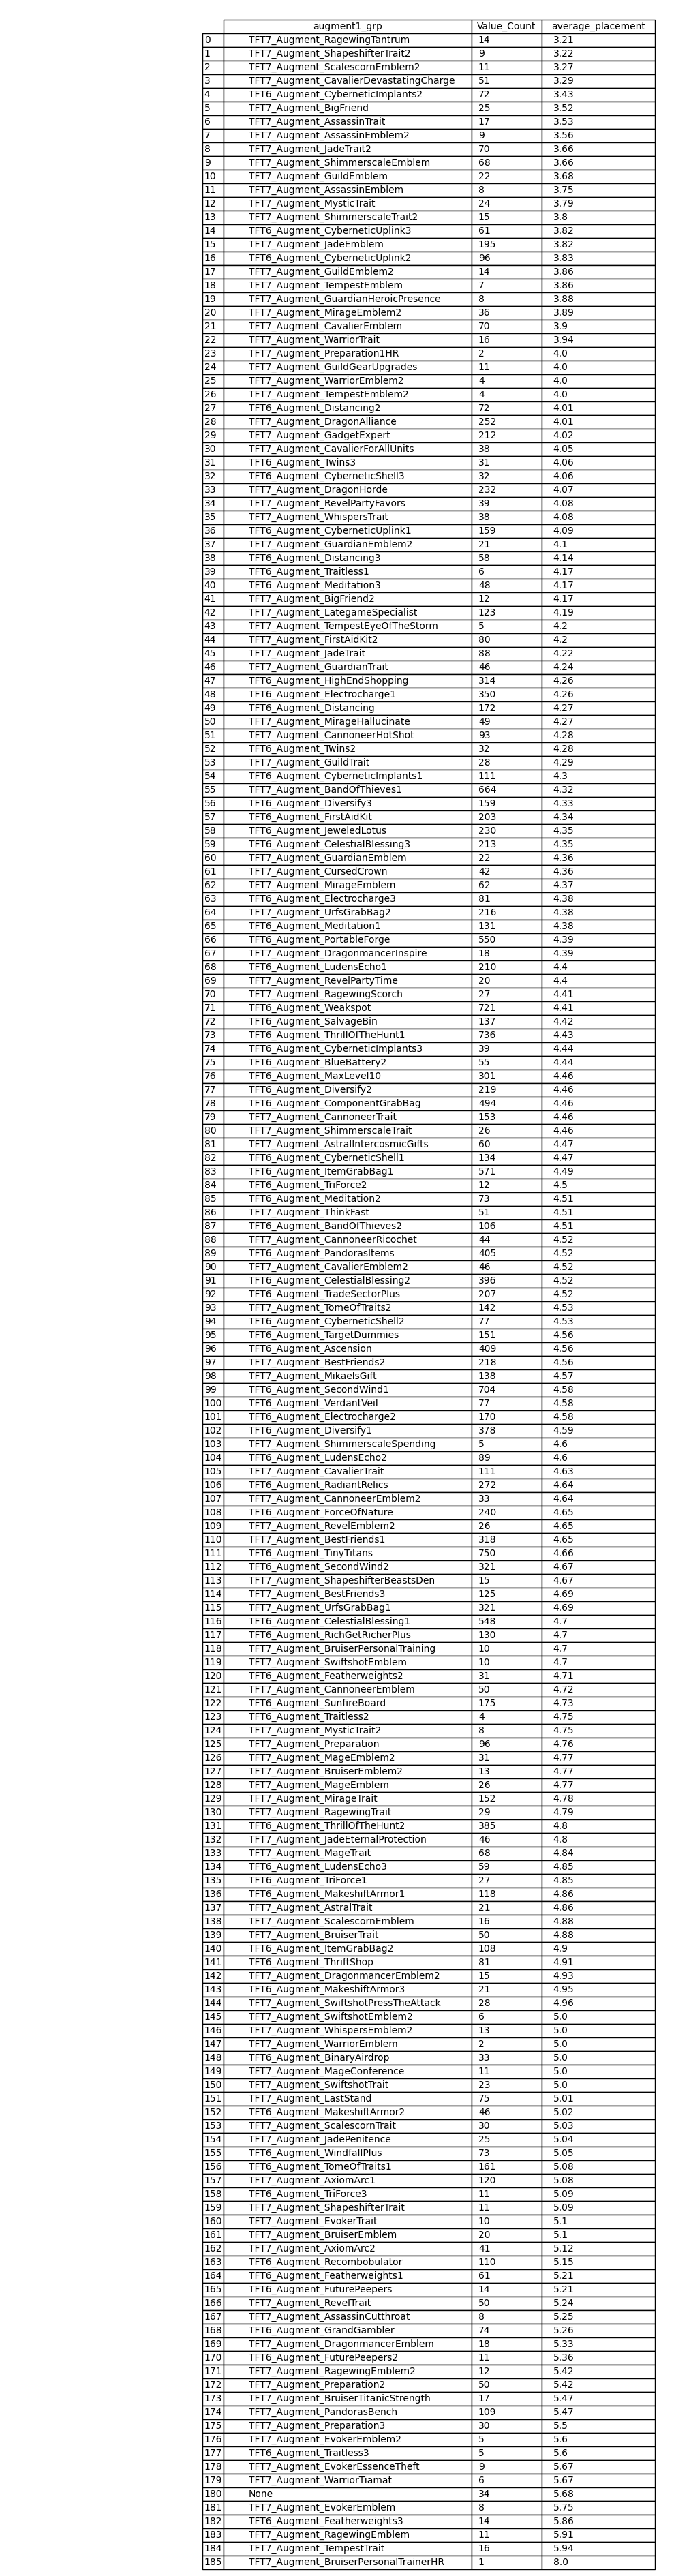 augment1_grp Value_Count average_placement
0 TFT7_Augment_RagewingTantrum 14 3.21
1 TFT7_Augment_ShapeshifterTrait2 9 3.22
2 TFT7_Augment_ScalescornEmblem2 11 3.27
3 TFT7_Augment_CavalierDevastatingCharge 51 3.29
4 TFT6_Augment_CyberneticImplants2 72 3.43
5 TFT7_Augment_BigFriend 25 3.52
6 TFT7_Augment_AssassinTrait 17 3.53
7 TFT7_Augment_AssassinEmblem2 9 3.56
8 TFT7_Augment_JadeTrait2 70 3.66
9 TFT7_Augment_ShimmerscaleEmblem 68 3.66
10 TFT7_Augment_GuildEmblem 22 3.68
11 TFT7_Augment_AssassinEmblem 8 3.75
12 TFT7_Augment_MysticTrait 24 3.79
13 TFT7_Augment_ShimmerscaleTrait2 15 3.8
14 TFT6_Augment_CyberneticUplink3 61 3.82
15 TFT7_Augment_JadeEmblem 195 3.82
16 TFT6_Augment_CyberneticUplink2 96 3.83
17 TFT7_Augment_GuildEmblem2 14 3.86
18 TFT7_Augment_TempestEmblem 7 3.86
19 TFT7_Augment_GuardianHeroicPresence 8 3.88
20 TFT7_Augment_MirageEmblem2 36 3.89
21 TFT7_Augment_CavalierEmblem 70 3.9
22 TFT7_Augment_WarriorTrait 16 3.94
23 TFT7_Augment_Preparation1HR 2 4.0
24 TFT7_Augment_GuildGearUpgrades 11 4.0
25 TFT7_Augment_WarriorEmblem2 4 4.0
26 TFT7_Augment_TempestEmblem2 4 4.0
27 TFT6_Augment_Distancing2 72 4.01
28 TFT7_Augment_DragonAlliance 252 4.01
29 TFT7_Augment_GadgetExpert 212 4.02
30 TFT7_Augment_CavalierForAllUnits 38 4.05
31 TFT6_Augment_Twins3 31 4.06
32 TFT6_Augment_CyberneticShell3 32 4.06
33 TFT7_Augment_DragonHorde 232 4.07
34 TFT7_Augment_RevelPartyFavors 39 4.08
35 TFT7_Augment_WhispersTrait 38 4.08
36 TFT6_Augment_CyberneticUplink1 159 4.09
37 TFT7_Augment_GuardianEmblem2 21 4.1
38 TFT6_Augment_Distancing3 58 4.14
39 TFT6_Augment_Traitless1 6 4.17
40 TFT6_Augment_Meditation3 48 4.17
41 TFT7_Augment_BigFriend2 12 4.17
42 TFT7_Augment_LategameSpecialist 123 4.19
43 TFT7_Augment_TempestEyeOfTheStorm 5 4.2
44 TFT7_Augment_FirstAidKit2 80 4.2
45 TFT7_Augment_JadeTrait 88 4.22
46 TFT7_Augment_GuardianTrait 46 4.24
47 TFT6_Augment_HighEndShopping 314 4.26
48 TFT6_Augment_Electrocharge1 350 4.26
49 TFT6_Augment_Distancing 172 4.27
50 TFT7_Augment_MirageHallucinate 49 4.27
51 TFT7_Augment_CannoneerHotShot 93 4.28
52 TFT6_Augment_Twins2 32 4.28
53 TFT7_Augment_GuildTrait 28 4.29
54 TFT6_Augment_CyberneticImplants1 111 4.3
55 TFT7_Augment_BandOfThieves1 664 4.32
56 TFT6_Augment_Diversify3 159 4.33
57 TFT6_Augment_FirstAidKit 203 4.34
58 TFT6_Augment_JeweledLotus 230 4.35
59 TFT6_Augment_CelestialBlessing3 213 4.35
60 TFT7_Augment_GuardianEmblem 22 4.36
61 TFT7_Augment_CursedCrown 42 4.36
62 TFT7_Augment_MirageEmblem 62 4.37
63 TFT6_Augment_Electrocharge3 81 4.38
64 TFT7_Augment_UrfsGrabBag2 216 4.38
65 TFT6_Augment_Meditation1 131 4.38
66 TFT6_Augment_PortableForge 550 4.39
67 TFT7_Augment_DragonmancerInspire 18 4.39
68 TFT6_Augment_LudensEcho1 210 4.4
69 TFT7_Augment_RevelPartyTime 20 4.4
70 TFT7_Augment_RagewingScorch 27 4.41
71 TFT6_Augment_Weakspot 721 4.41
72 TFT6_Augment_SalvageBin 137 4.42
73 TFT6_Augment_ThrillOfTheHunt1 736 4.43
74 TFT6_Augment_CyberneticImplants3 39 4.44
75 TFT6_Augment_BlueBattery2 55 4.44
76 TFT6_Augment_MaxLevel10 301 4.46
77 TFT6_Augment_Diversify2 219 4.46
78 TFT6_Augment_ComponentGrabBag 494 4.46
79 TFT7_Augment_CannoneerTrait 153 4.46
80 TFT7_Augment_ShimmerscaleTrait 26 4.46
81 TFT7_Augment_AstralIntercosmicGifts 60 4.47
82 TFT6_Augment_CyberneticShell1 134 4.47
83 TFT6_Augment_ItemGrabBag1 571 4.49
84 TFT6_Augment_TriForce2 12 4.5
85 TFT6_Augment_Meditation2 73 4.51
86 TFT7_Augment_ThinkFast 51 4.51
87 TFT6_Augment_BandOfThieves2 106 4.51
88 TFT7_Augment_CannoneerRicochet 44 4.52
89 TFT6_Augment_PandorasItems 405 4.52
90 TFT7_Augment_CavalierEmblem2 46 4.52
91 TFT6_Augment_CelestialBlessing2 396 4.52
92 TFT6_Augment_TradeSectorPlus 207 4.52
93 TFT7_Augment_TomeOfTraits2 142 4.53
94 TFT6_Augment_CyberneticShell2 77 4.53
95 TFT6_Augment_TargetDummies 151 4.56
96 TFT6_Augment_Ascension 409 4.56
97 TFT7_Augment_BestFriends2 218 4.56
98 TFT7_Augment_MikaelsGift 138 4.57
99 TFT6_Augment_SecondWind1 704 4.58
100 TFT6_Augment_VerdantVeil 77 4.58
101 TFT6_Augment_Electrocharge2 170 4.58
102 TFT6_Augment_Diversify1 378 4.59
103 TFT7_Augment_ShimmerscaleSpending 5 4.6
104 TFT6_Augment_LudensEcho2 89 4.6
105 TFT7_Augment_CavalierTrait 111 4.63
106 TFT6_Augment_RadiantRelics 272 4.64
107 TFT7_Augment_CannoneerEmblem2 33 4.64
108 TFT6_Augment_ForceOfNature 240 4.65
109 TFT7_Augment_RevelEmblem2 26 4.65
110 TFT7_Augment_BestFriends1 318 4.65
111 TFT6_Augment_TinyTitans 750 4.66
112 TFT6_Augment_SecondWind2 321 4.67
113 TFT7_Augment_ShapeshifterBeastsDen 15 4.67
114 TFT7_Augment_BestFriends3 125 4.69
115 TFT7_Augment_UrfsGrabBag1 321 4.69
116 TFT6_Augment_CelestialBlessing1 548 4.7
117 TFT6_Augment_RichGetRicherPlus 130 4.7
118 TFT7_Augment_BruiserPersonalTraining 10 4.7
119 TFT7_Augment_SwiftshotEmblem 10 4.7
120 TFT6_Augment_Featherweights2 31 4.71
121 TFT7_Augment_CannoneerEmblem 50 4.72
122 TFT6_Augment_SunfireBoard 175 4.73
123 TFT6_Augment_Traitless2 4 4.75
124 TFT7_Augment_MysticTrait2 8 4.75
125 TFT7_Augment_Preparation 96 4.76
126 TFT7_Augment_MageEmblem2 31 4.77
127 TFT7_Augment_BruiserEmblem2 13 4.77
128 TFT7_Augment_MageEmblem 26 4.77
129 TFT7_Augment_MirageTrait 152 4.78
130 TFT7_Augment_RagewingTrait 29 4.79
131 TFT6_Augment_ThrillOfTheHunt2 385 4.8
132 TFT7_Augment_JadeEternalProtection 46 4.8
133 TFT7_Augment_MageTrait 68 4.84
134 TFT6_Augment_LudensEcho3 59 4.85
135 TFT6_Augment_TriForce1 27 4.85
136 TFT6_Augment_MakeshiftArmor1 118 4.86
137 TFT7_Augment_AstralTrait 21 4.86
138 TFT7_Augment_ScalescornEmblem 16 4.88
139 TFT7_Augment_BruiserTrait 50 4.88
140 TFT6_Augment_ItemGrabBag2 108 4.9
141 TFT6_Augment_ThriftShop 81 4.91
142 TFT7_Augment_DragonmancerEmblem2 15 4.93
143 TFT6_Augment_MakeshiftArmor3 21 4.95
144 TFT7_Augment_SwiftshotPressTheAttack 28 4.96
145 TFT7_Augment_SwiftshotEmblem2 6 5.0
146 TFT7_Augment_WhispersEmblem2 13 5.0
147 TFT7_Augment_WarriorEmblem 2 5.0
148 TFT6_Augment_BinaryAirdrop 33 5.0
149 TFT7_Augment_MageConference 11 5.0
150 TFT7_Augment_SwiftshotTrait 23 5.0
151 TFT7_Augment_LastStand 75 5.01
152 TFT6_Augment_MakeshiftArmor2 46 5.02
153 TFT7_Augment_ScalescornTrait 30 5.03
154 TFT7_Augment_JadePenitence 25 5.04
155 TFT6_Augment_WindfallPlus 73 5.05
156 TFT6_Augment_TomeOfTraits1 161 5.08
157 TFT7_Augment_AxiomArc1 120 5.08
158 TFT6_Augment_TriForce3 11 5.09
159 TFT7_Augment_ShapeshifterTrait 11 5.09
160 TFT7_Augment_EvokerTrait 10 5.1
161 TFT7_Augment_BruiserEmblem 20 5.1
162 TFT7_Augment_AxiomArc2 41 5.12
163 TFT6_Augment_Recombobulator 110 5.15
164 TFT6_Augment_Featherweights1 61 5.21
165 TFT7_Augment_FuturePeepers 14 5.21
166 TFT7_Augment_RevelTrait 50 5.24
167 TFT7_Augment_AssassinCutthroat 8 5.25
168 TFT6_Augment_GrandGambler 74 5.26
169 TFT7_Augment_DragonmancerEmblem 18 5.33
170 TFT7_Augment_FuturePeepers2 11 5.36
171 TFT7_Augment_RagewingEmblem2 12 5.42
172 TFT7_Augment_Preparation2 50 5.42
173 TFT7_Augment_BruiserTitanicStrength 17 5.47
174 TFT7_Augment_PandorasBench 109 5.47
175 TFT7_Augment_Preparation3 30 5.5
176 TFT7_Augment_EvokerEmblem2 5 5.6
177 TFT6_Augment_Traitless3 5 5.6
178 TFT7_Augment_EvokerEssenceTheft 9 5.67
179 TFT7_Augment_WarriorTiamat 6 5.67
180 None 34 5.68
181 TFT7_Augment_EvokerEmblem 8 5.75
182 TFT6_Augment_Featherweights3 14 5.86
183 TFT7_Augment_RagewingEmblem 11 5.91
184 TFT7_Augment_TempestTrait 16 5.94
185 TFT7_Augment_BruiserPersonalTrainerHR 1 8.0